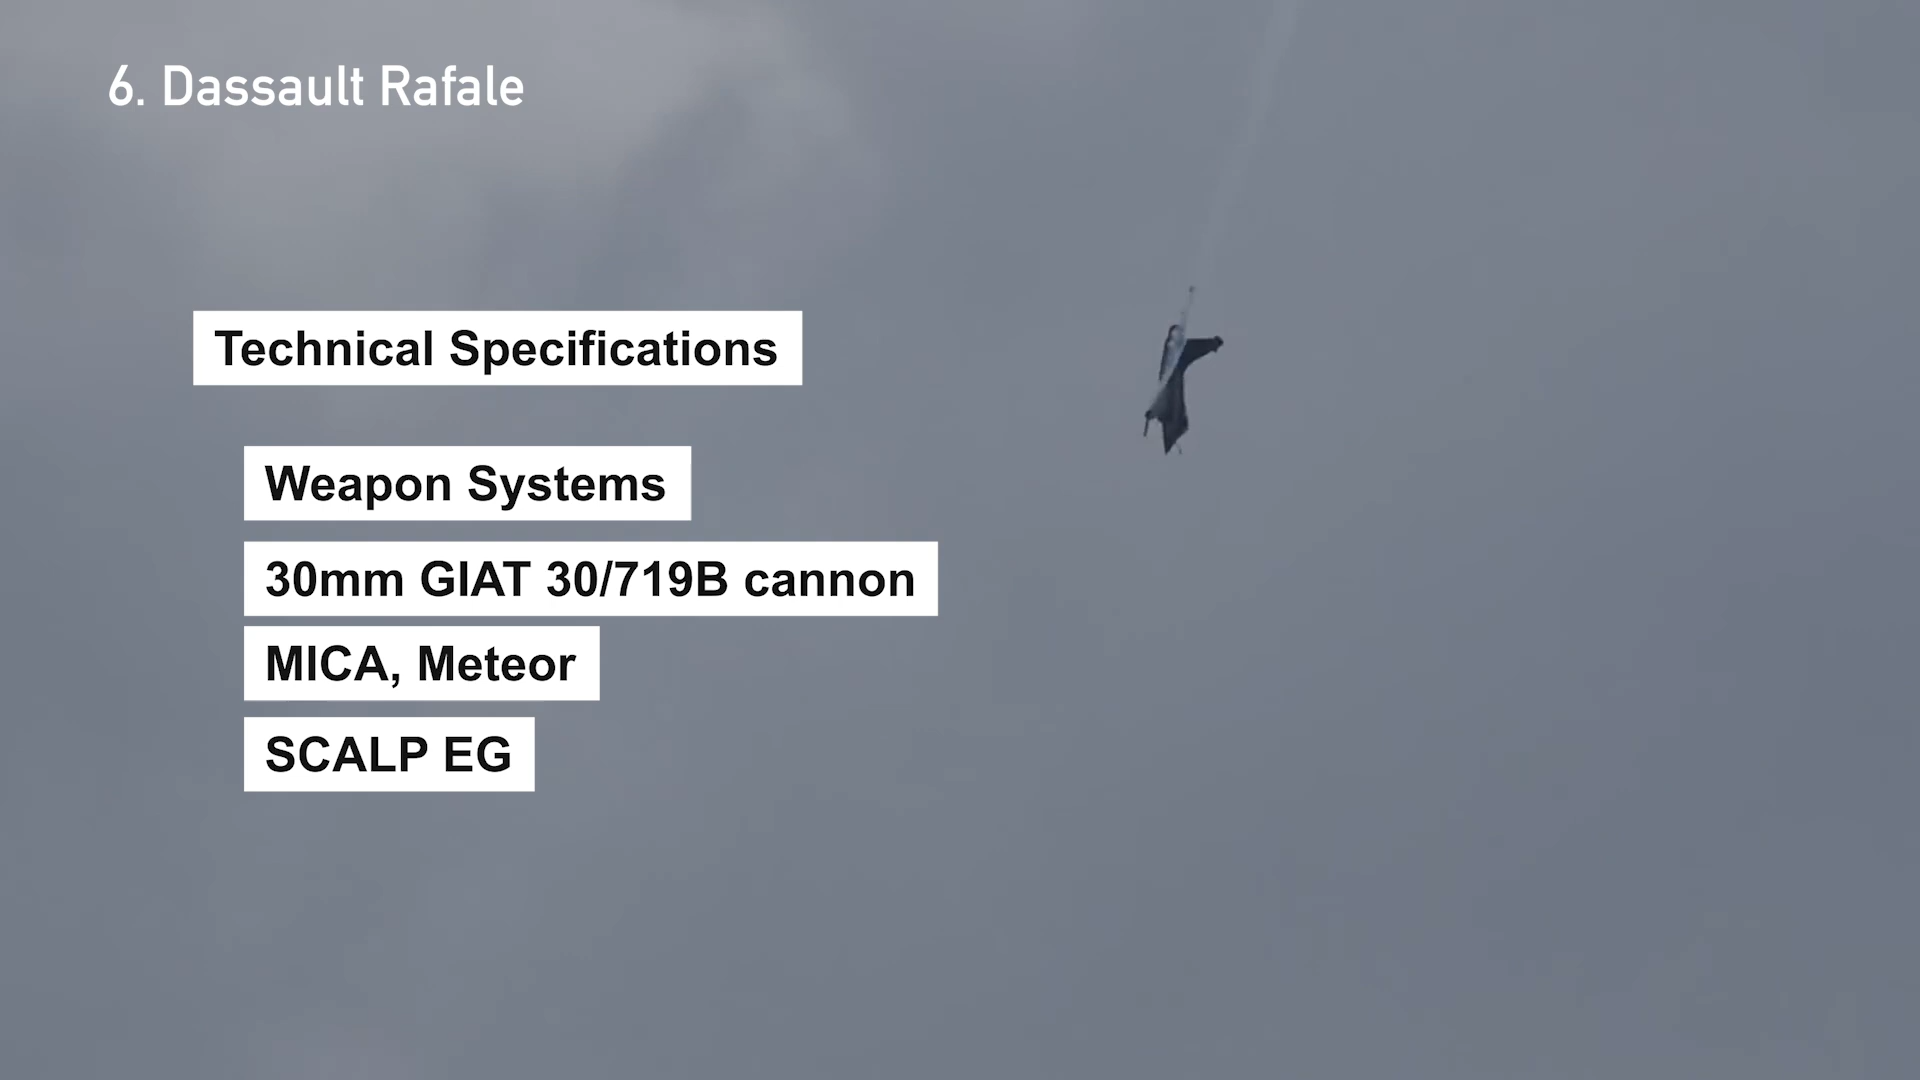 6. Dassault Rafale
Technical Specifications
Weapon Systems
30mm GIAT 30/719B cannon
MICA, Meteor
SCALP EG